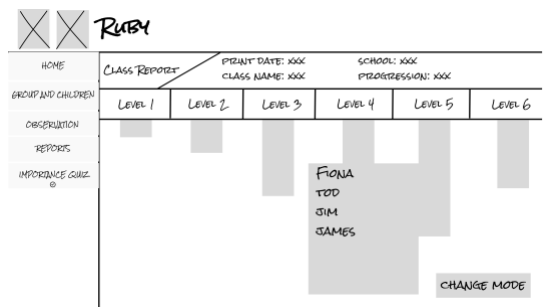 Ruby
HOME
GROUP AND CHILDREN
OBSERVATION
REPORTS
IMPORTANCE QUIZ
Class Report
PRINT DATE: XXX
SCHOOL: XXX
CLASS NAME: XXX
PROGRESSION: XXX
Level 1
Level 2
Level 3
Level 4
Level 5
Level 6
Fiona
TOD
JIM
JAMES
CHANGE MODE